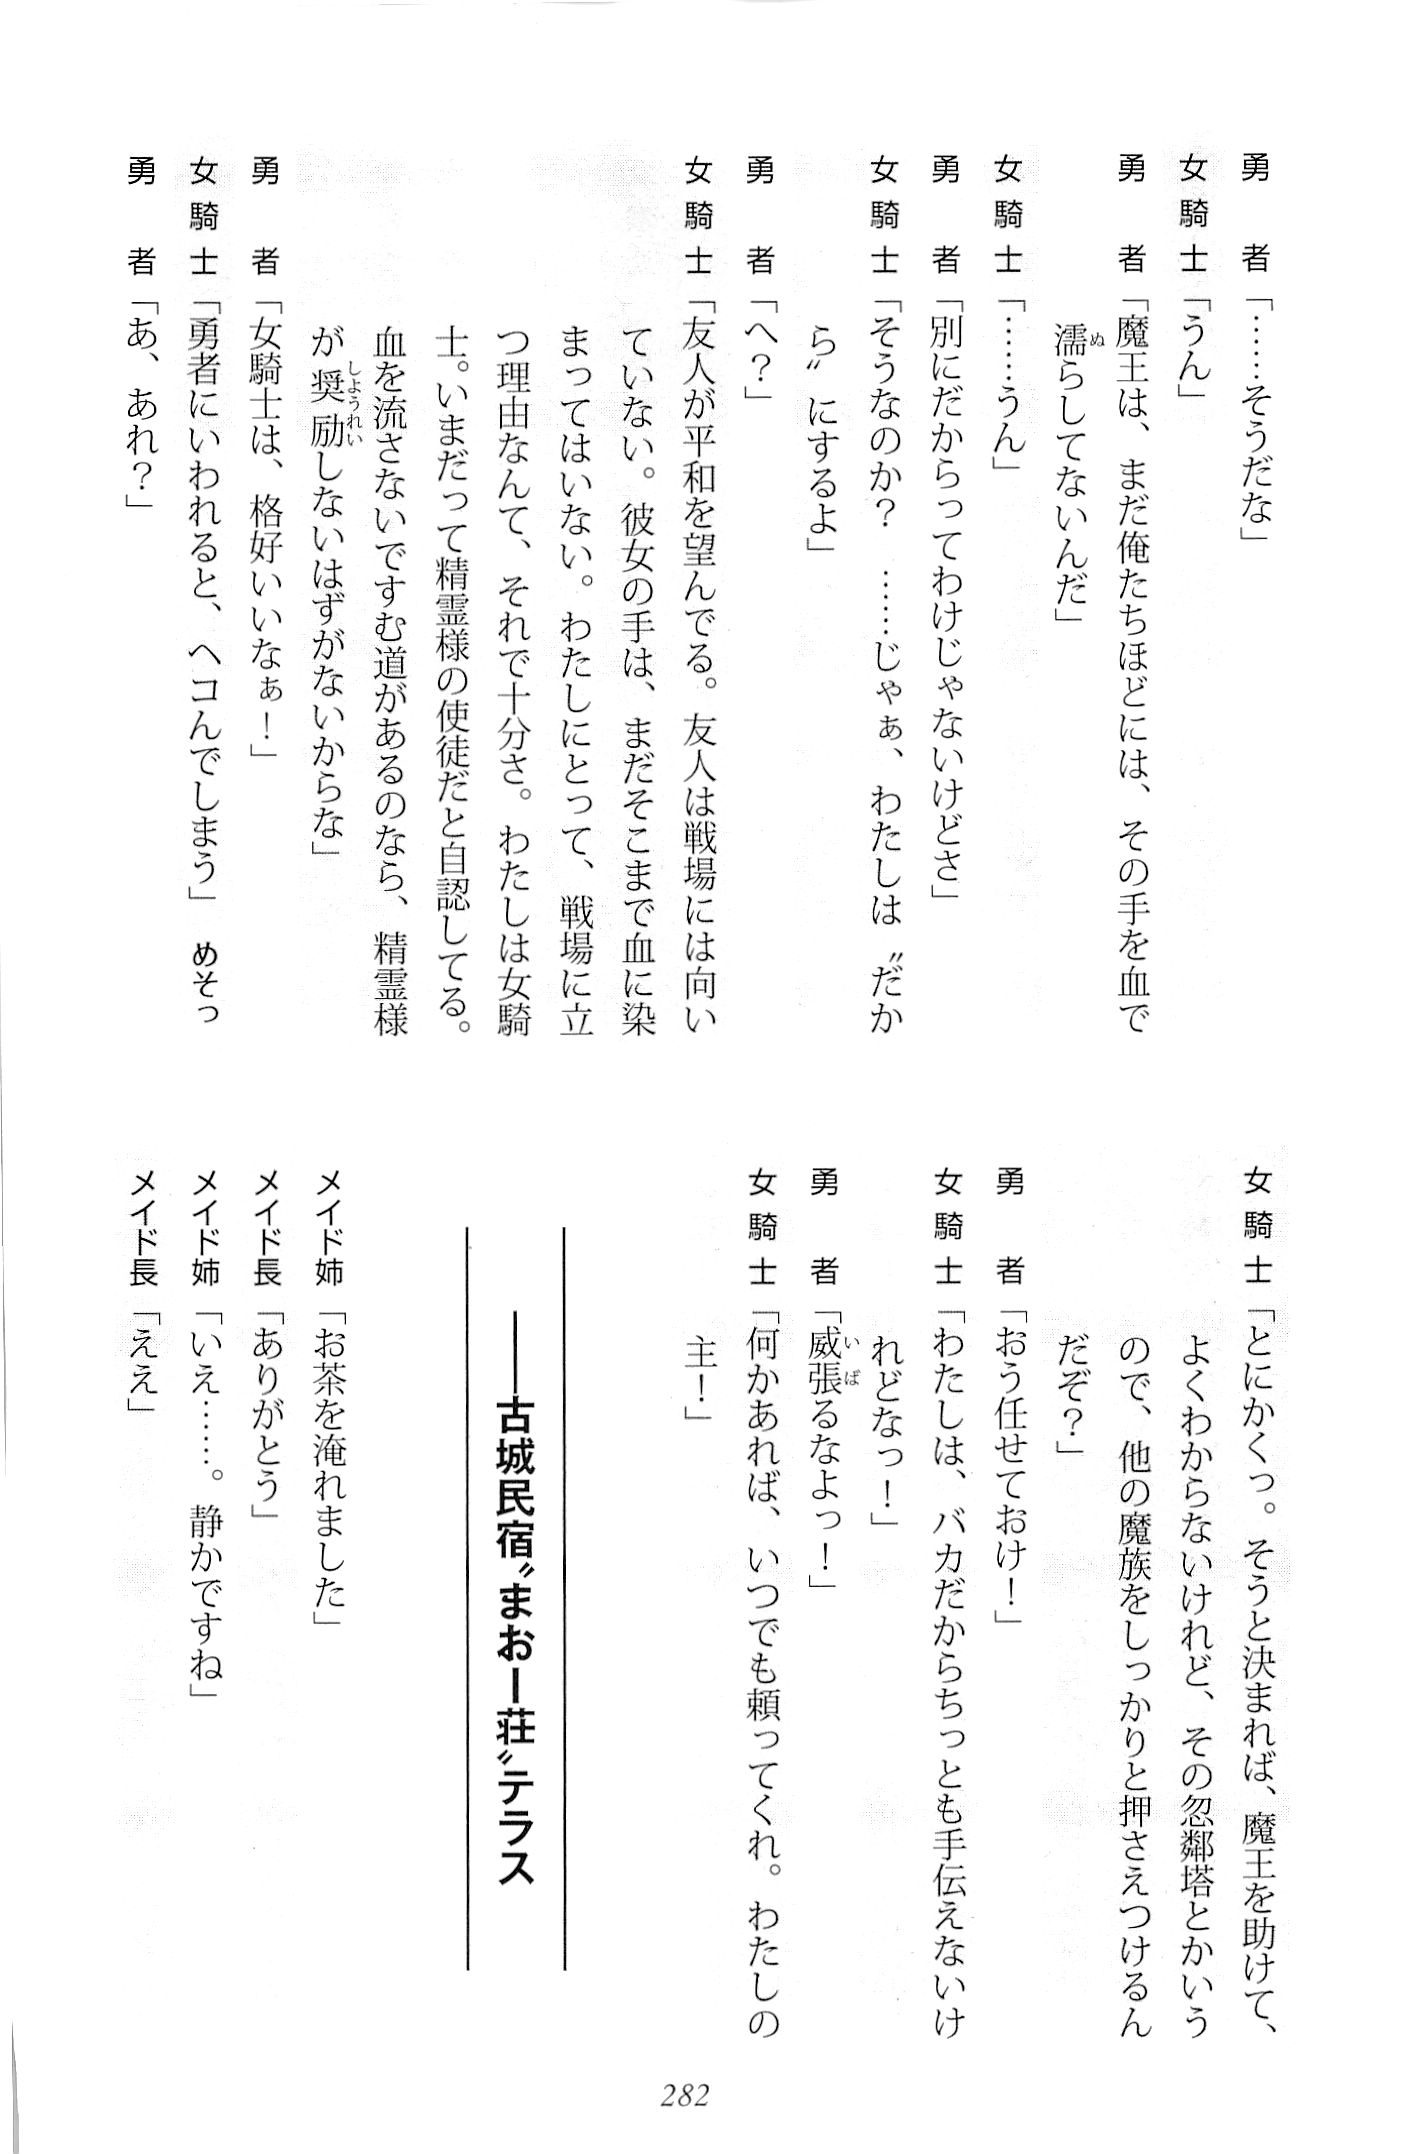 勇　者「……そうだな」
女騎士「うん」
勇　者「魔王は、まだ俺たちほどには、その手を血で
濡らしてないんだ」
女騎士「……うん」
勇　者「別にだからってわけじゃないけどさ」
女騎士「そうなのか？　……じゃぁ、わたしは〝だか
ら〟にするよ」
勇　者「へ？」
女騎士「友人が平和を望んでる。友人は戦場には向い
ていない。彼女の手は、まだそこまで血に染
まってはいない。わたしにとって、戦場に立
つ理由なんて、それで十分さ。わたしは女騎
士。いまだって精霊様の使徒だと自認してる。
血を流さないですむ道があるのなら、精霊様
が奨励しないはずがないからな」
勇　者「女騎士は、格好いいなぁ！」
女騎士「勇者にいわれると、ヘコんでしまう」　めそっ
勇　者「あ、あれ？」
女騎士「とにかくっ。そうと決まれば、魔王を助けて、
よくわからないけれど、その忽鄰塔とかいう
ので、他の魔族をしっかりと押さえつけるん
だぞ？」
勇　者「おう任せておけ！」
女騎士「わたしは、バカだからちっとも手伝えないけ
れどなっ！」
勇　者「威張るなよっ！」
女騎士「何かあれば、いつでも頼ってくれ。わたしの
主！」
――古城民宿〝まおー荘〟テラス
メイド姉「お茶を淹れました」
メイド長「ありがとう」
メイド姉「いえ……。静かですね」
メイド長「ええ」
282